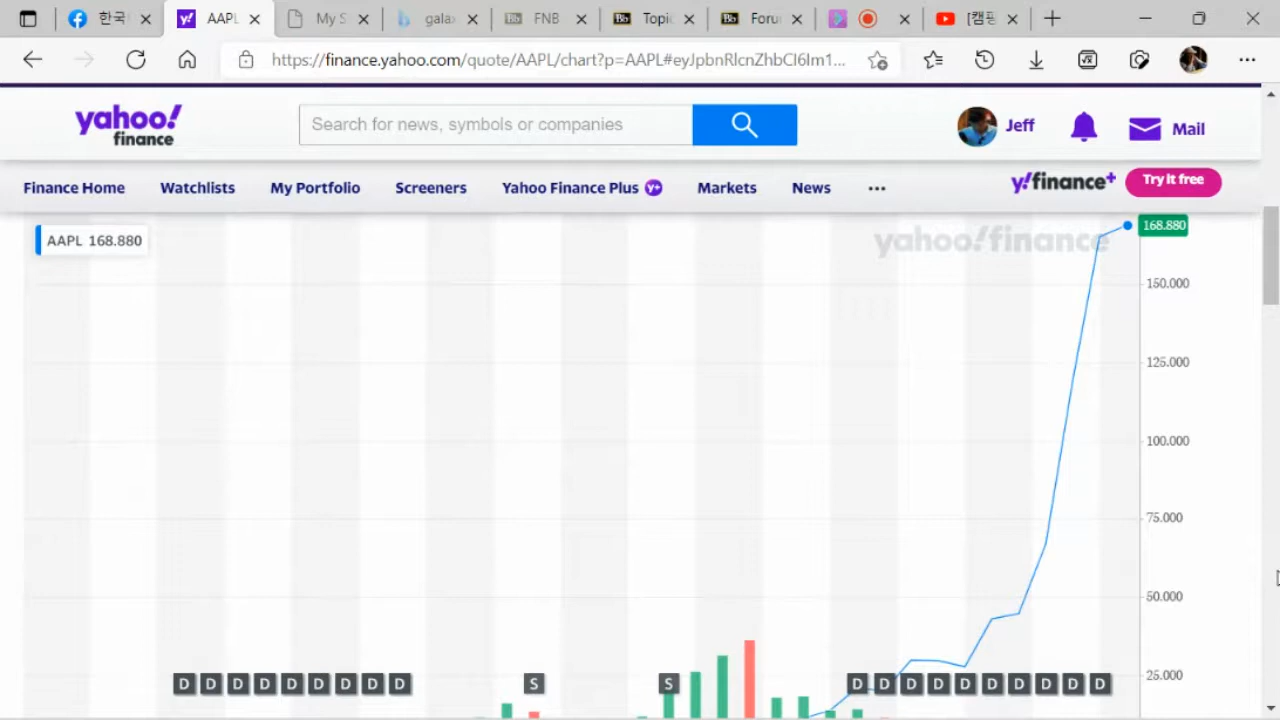 한국
AAPL
My S
gala
FNB
Topic
Foru
[캠핑
https://finance.yahoo.com/quote/AAPL/chart?p=AAPL#eyJpbnRlcnZhbCI6Im1...
yahoo!
finance
Search for news, symbols or companies
Jeff
Mail
Finance Home Watchlists My Portfolio Screeners Yahoo Finance Plus y+ Markets News ...
y!finance+ Try it free
AAPL 168.880
yahoo!finance
168.880
150.000
125.000
100.000
75.000
50.000
25.000
D D D D D D D D D S S D D D D D D D D D D